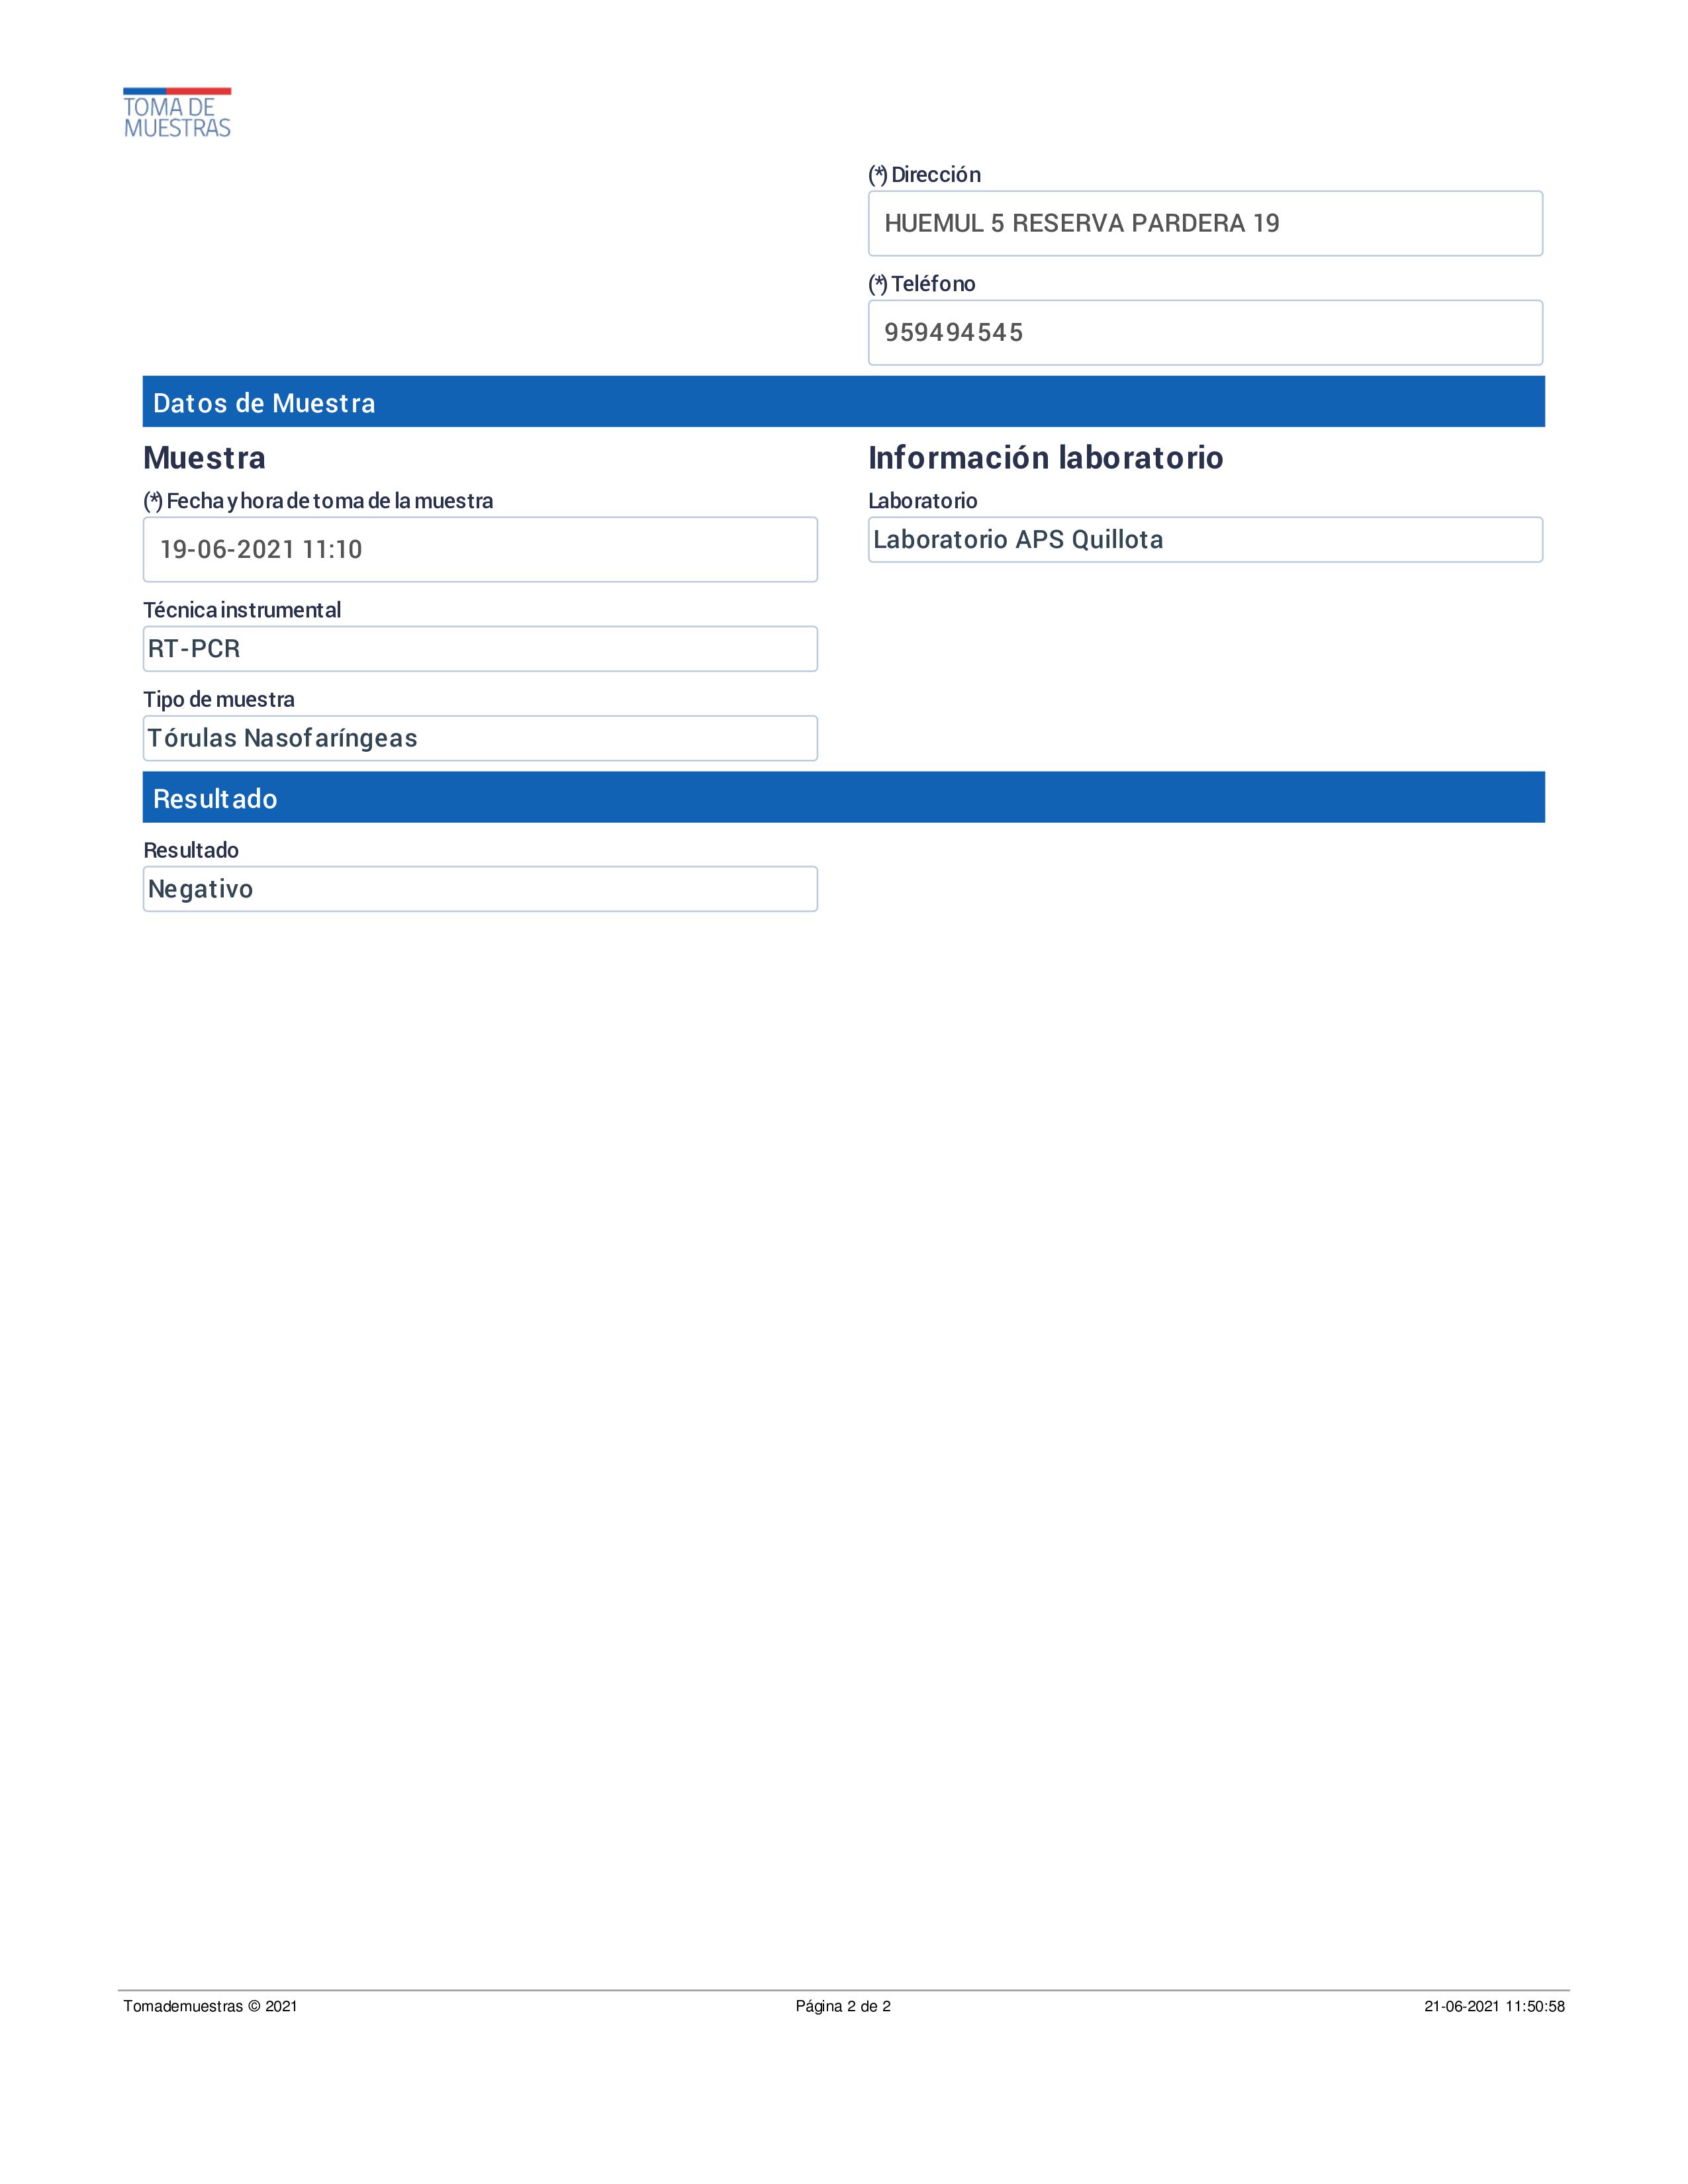 TOMA DE
MUESTRAS
(*) Dirección
HUEMUL 5 RESERVA PARDERA 19
(*) Teléfono
959494545
Datos de Muestra
Muestra
(*) Fecha y hora de toma de la muestra
19-06-2021 11:10
Técnica instrumental
RT-PCR
Tipo de muestra
Tórulas Nasofaríngeas
Información laboratorio
Laboratorio
Laboratorio APS Quillota
Resultado
Resultado
Negativo
Tomademuestras © 2021
Página 2 de 2
21-06-2021 11:50:58